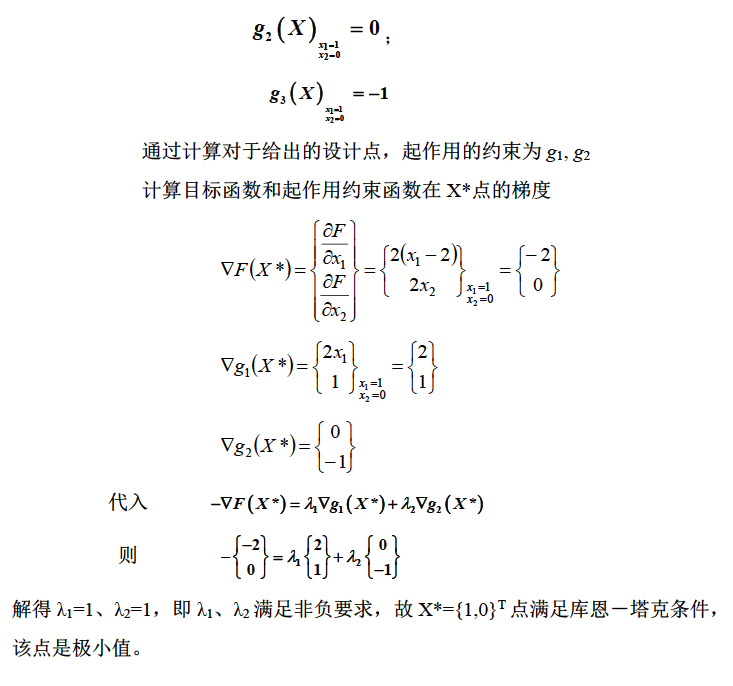 g₂(X)ₓ₁₌₁ ₓ₂₌₀ = 0 ；
g₃(X)ₓ₁₌₁ ₓ₂₌₀ = −1
通过计算对于给出的设计点，起作用的约束为 g₁, g₂
计算目标函数和起作用约束函数在 X*点的梯度
∇F(X*) = {∂F/∂x₁, ∂F/∂x₂} = {2(x₁−2), 2x₂}ₓ₁₌₁ ₓ₂₌₀ = {−2, 0}
∇g₁(X*) = {2x₁, 1}ₓ₁₌₁ ₓ₂₌₀ = {2, 1}
∇g₂(X*) = {0, −1}
代入 −∇F(X*) = λ₁∇g₁(X*) + λ₂∇g₂(X*)
则 −{−2, 0} = λ₁{2, 1} + λ₂{0, −1}
解得 λ₁=1、λ₂=1，即 λ₁、λ₂ 满足非负要求，故 X*={1,0}ᵀ 点满足库恩－塔克条件，
该点是极小值。